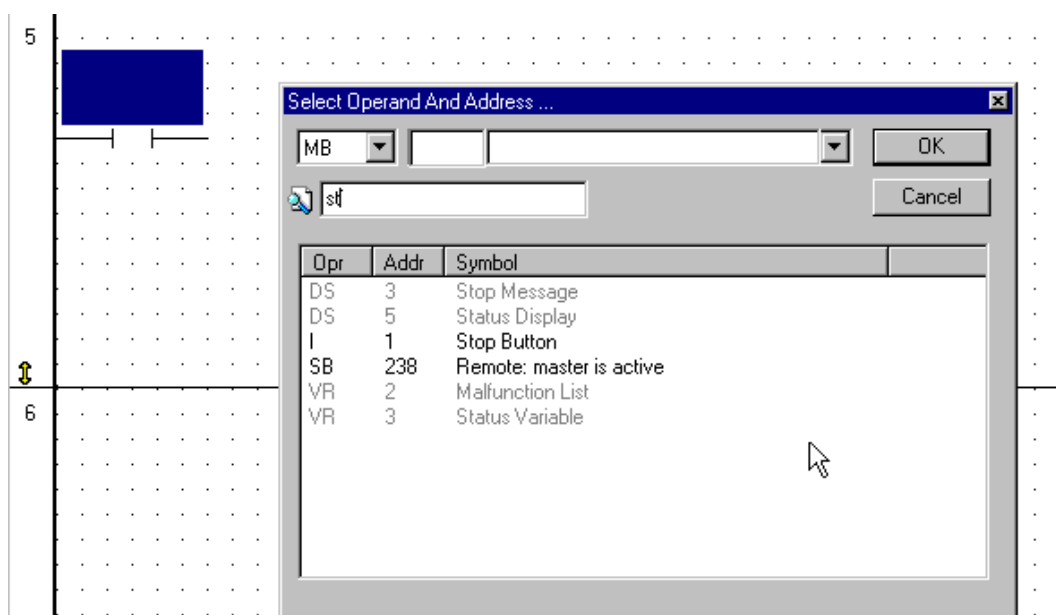 5
Select Operand And Address ...
MB
OK
st
Cancel
Opr Addr Symbol
DS 3 Stop Message
DS 5 Status Display
I 1 Stop Button
SB 238 Remote: master is active
VR 2 Malfunction List
VR 3 Status Variable
6